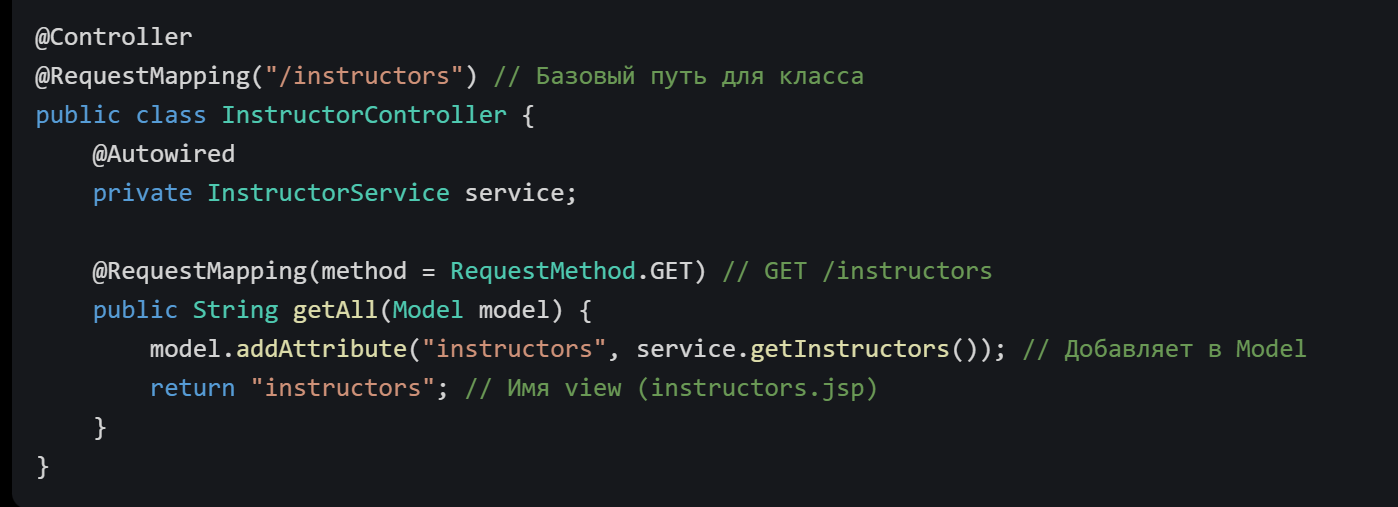 @Controller
@RequestMapping("/instructors") // Базовый путь для класса
public class InstructorController {
    @Autowired
    private InstructorService service;

    @RequestMapping(method = RequestMethod.GET) // GET /instructors
    public String getAll(Model model) {
        model.addAttribute("instructors", service.getInstructors()); // Добавляет в Model
        return "instructors"; // Имя view (instructors.jsp)
    }
}